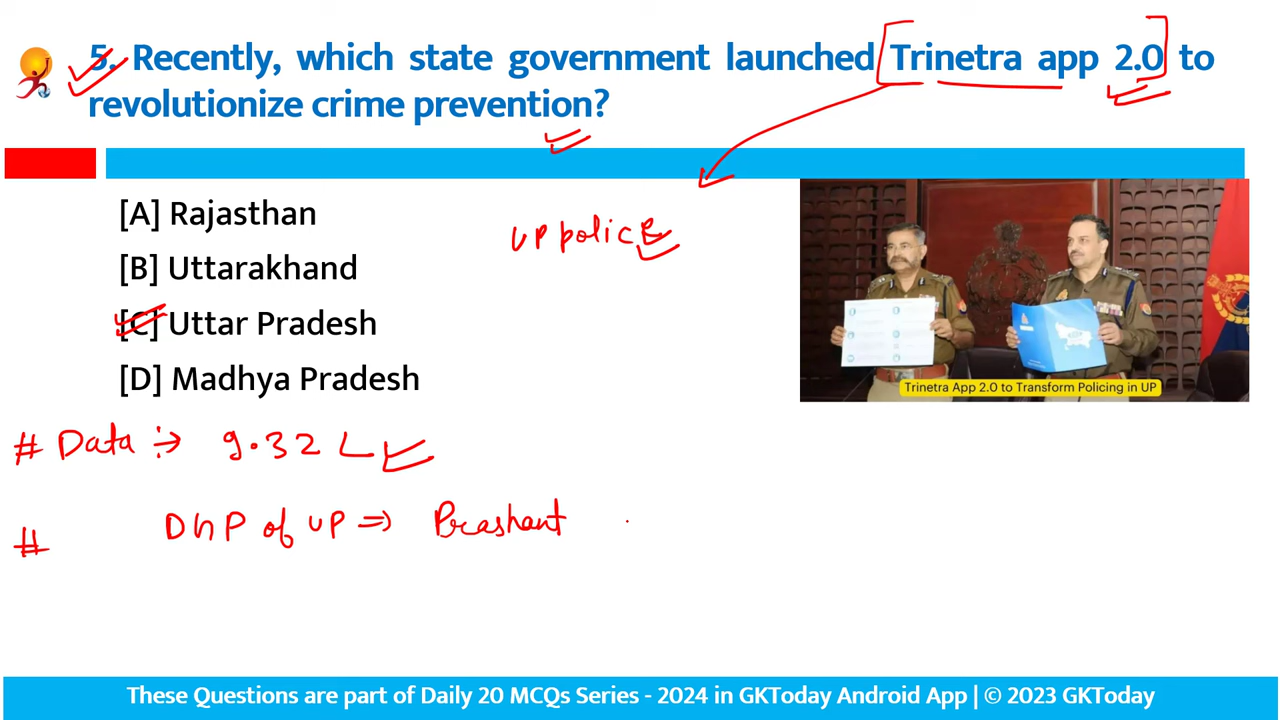 5. Recently, which state government launched Trinetra app 2.0 to
revolutionize crime prevention?
[A] Rajasthan
UP police
[B] Uttarakhand
[C] Uttar Pradesh
[D] Madhya Pradesh
Trinetra App 2.0 to Transform Policing in UP
# Data :→ 9.32 L
# DGP of UP ⇒ Prashant
These Questions are part of Daily 20 MCQs Series - 2024 in GKToday Android App | © 2023 GKToday